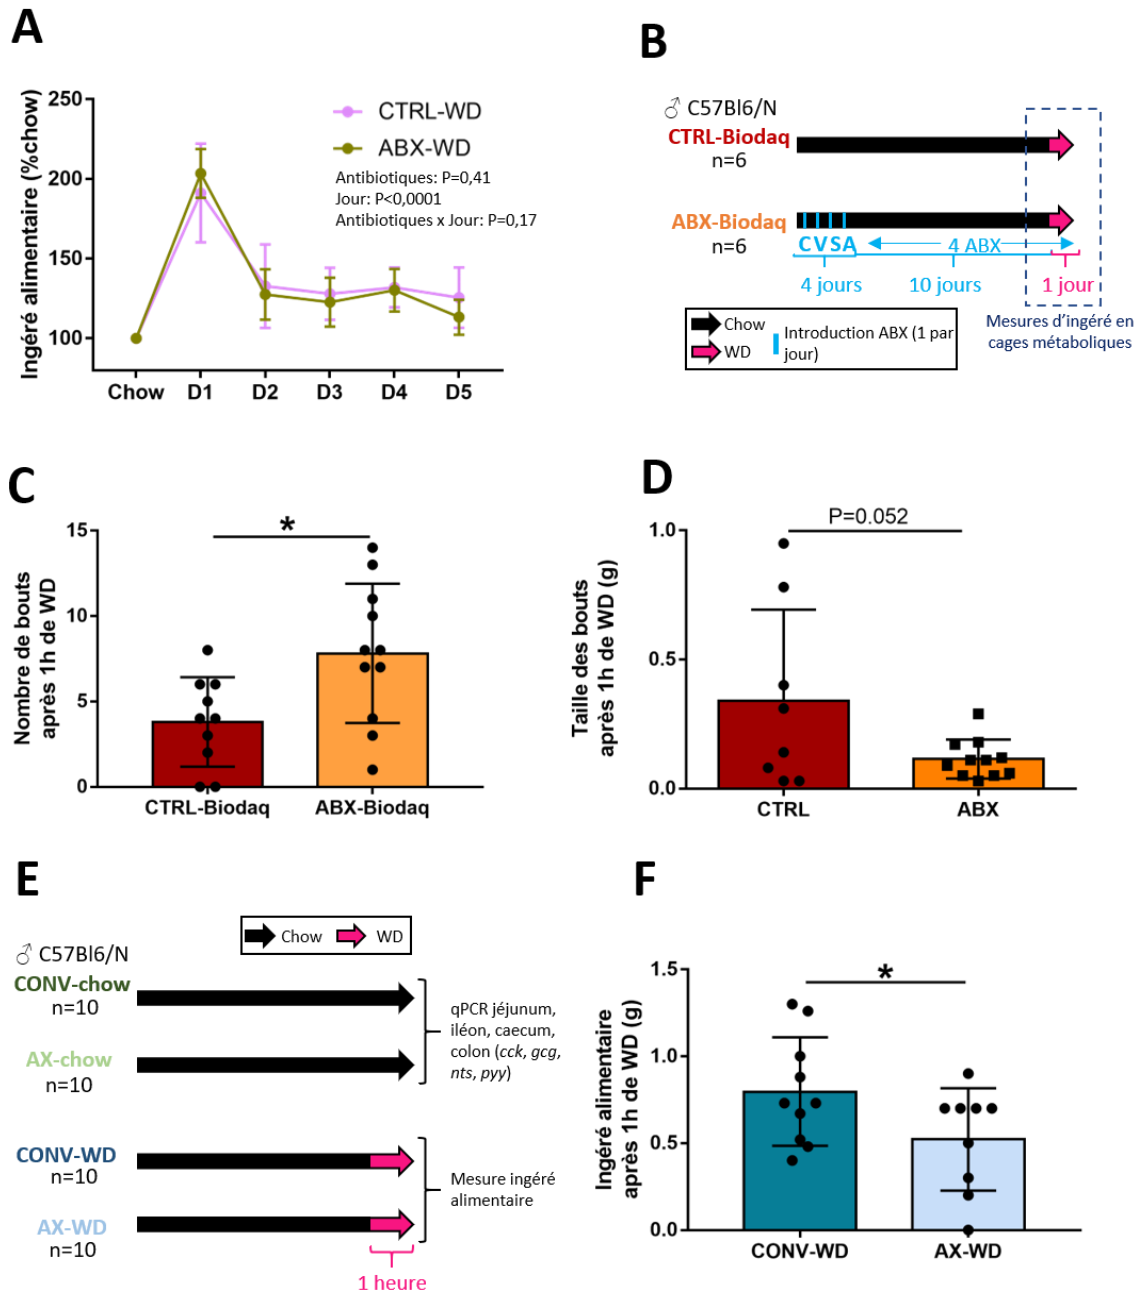 A
250
200
150
100
Ingéré alimentaire (%chow)
CTRL-WD
ABX-WD
Antibiotiques: P=0,41
Jour: P<0,0001
Antibiotiques x Jour: P=0,17
Chow D1 D2 D3 D4 D5
B
♂ C57Bl6/N
CTRL-Biodaq
n=6
ABX-Biodaq
n=6
C V S A
4 ABX
4 jours
10 jours
1 jour
Chow
WD
Introduction ABX (1 par
jour)
Mesures d'ingéré en
cages métaboliques
C
Nombre de bouts
après 1h de WD
15
10
5
0
*
CTRL-Biodaq
ABX-Biodaq
D
Taille des bouts
après 1h de WD (g)
1.0
0.5
0.0
P=0.052
CTRL
ABX
E
Chow
WD
♂ C57Bl6/N
CONV-chow
n=10
AX-chow
n=10
qPCR jéjunum,
iléon, caecum,
colon (cck, gcg,
nts, pyy)
CONV-WD
n=10
AX-WD
n=10
Mesure ingéré
alimentaire
1 heure
F
Ingéré alimentaire
après 1h de WD (g)
1.5
1.0
0.5
0.0
*
CONV-WD
AX-WD